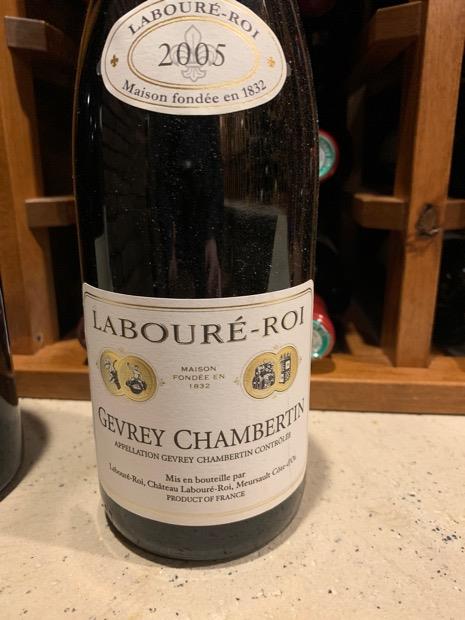 LABOURÉ-ROI
2005
Maison fondée en 1832
LABOURÉ-ROI
MAISON
FONDÉE EN
1832
GEVREY CHAMBERTIN
APPELLATION GEVREY CHAMBERTIN CONTRÔLÉE
Mis en bouteille par
Labouré-Roi, Château Labouré-Roi, Meursault Côte-d'Or
PRODUCT OF FRANCE